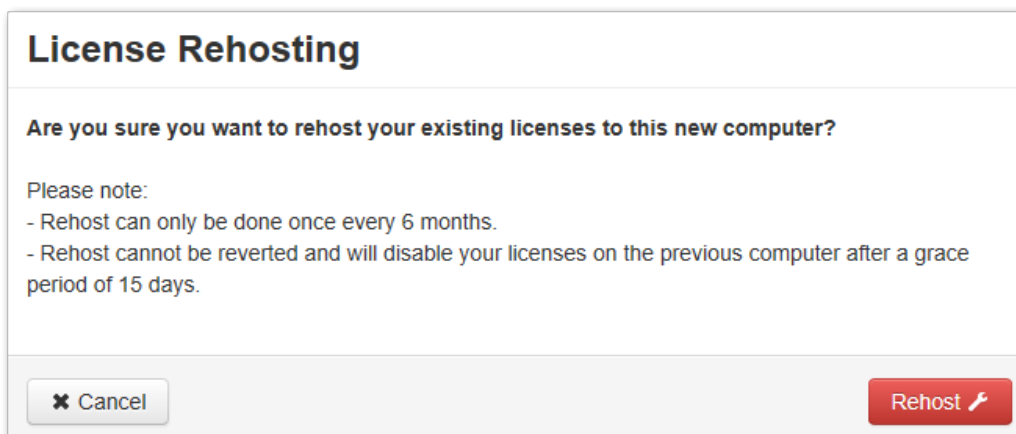 License Rehosting
Are you sure you want to rehost your existing licenses to this new computer?
Please note:
- Rehost can only be done once every 6 months.
- Rehost cannot be reverted and will disable your licenses on the previous computer after a grace
period of 15 days.
Cancel
Rehost